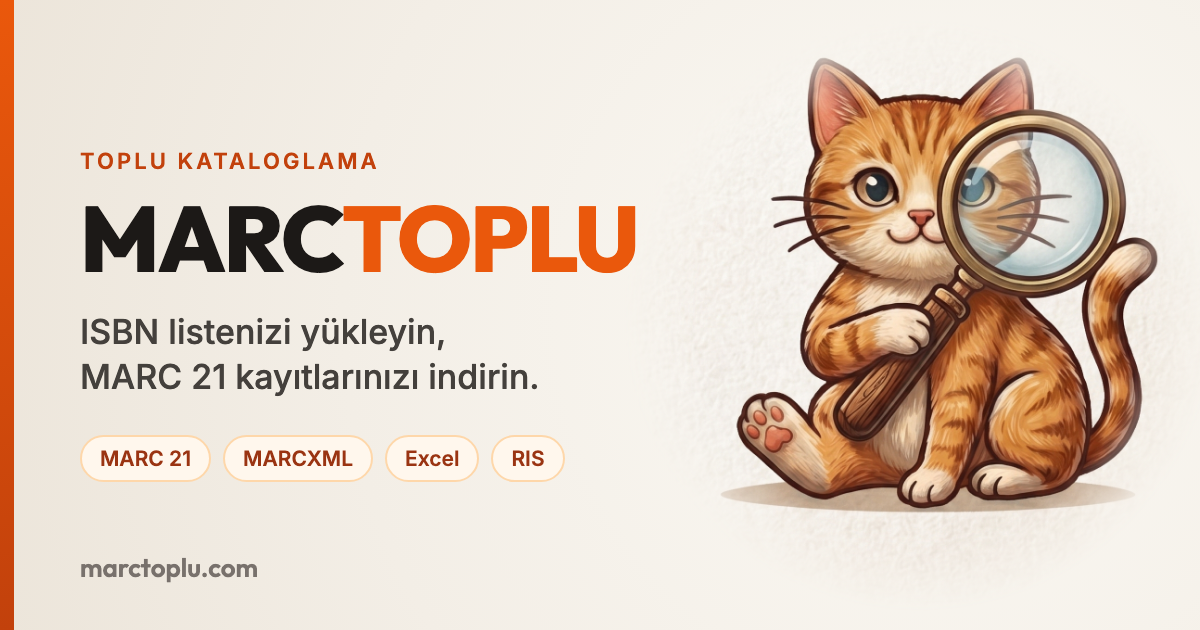 TOPLU KATALOGLAMA
MARCTOPLU
ISBN listenizi yükleyin,
MARC 21 kayıtlarınızı indirin.
MARC 21 MARCXML Excel RIS
marctoplu.com